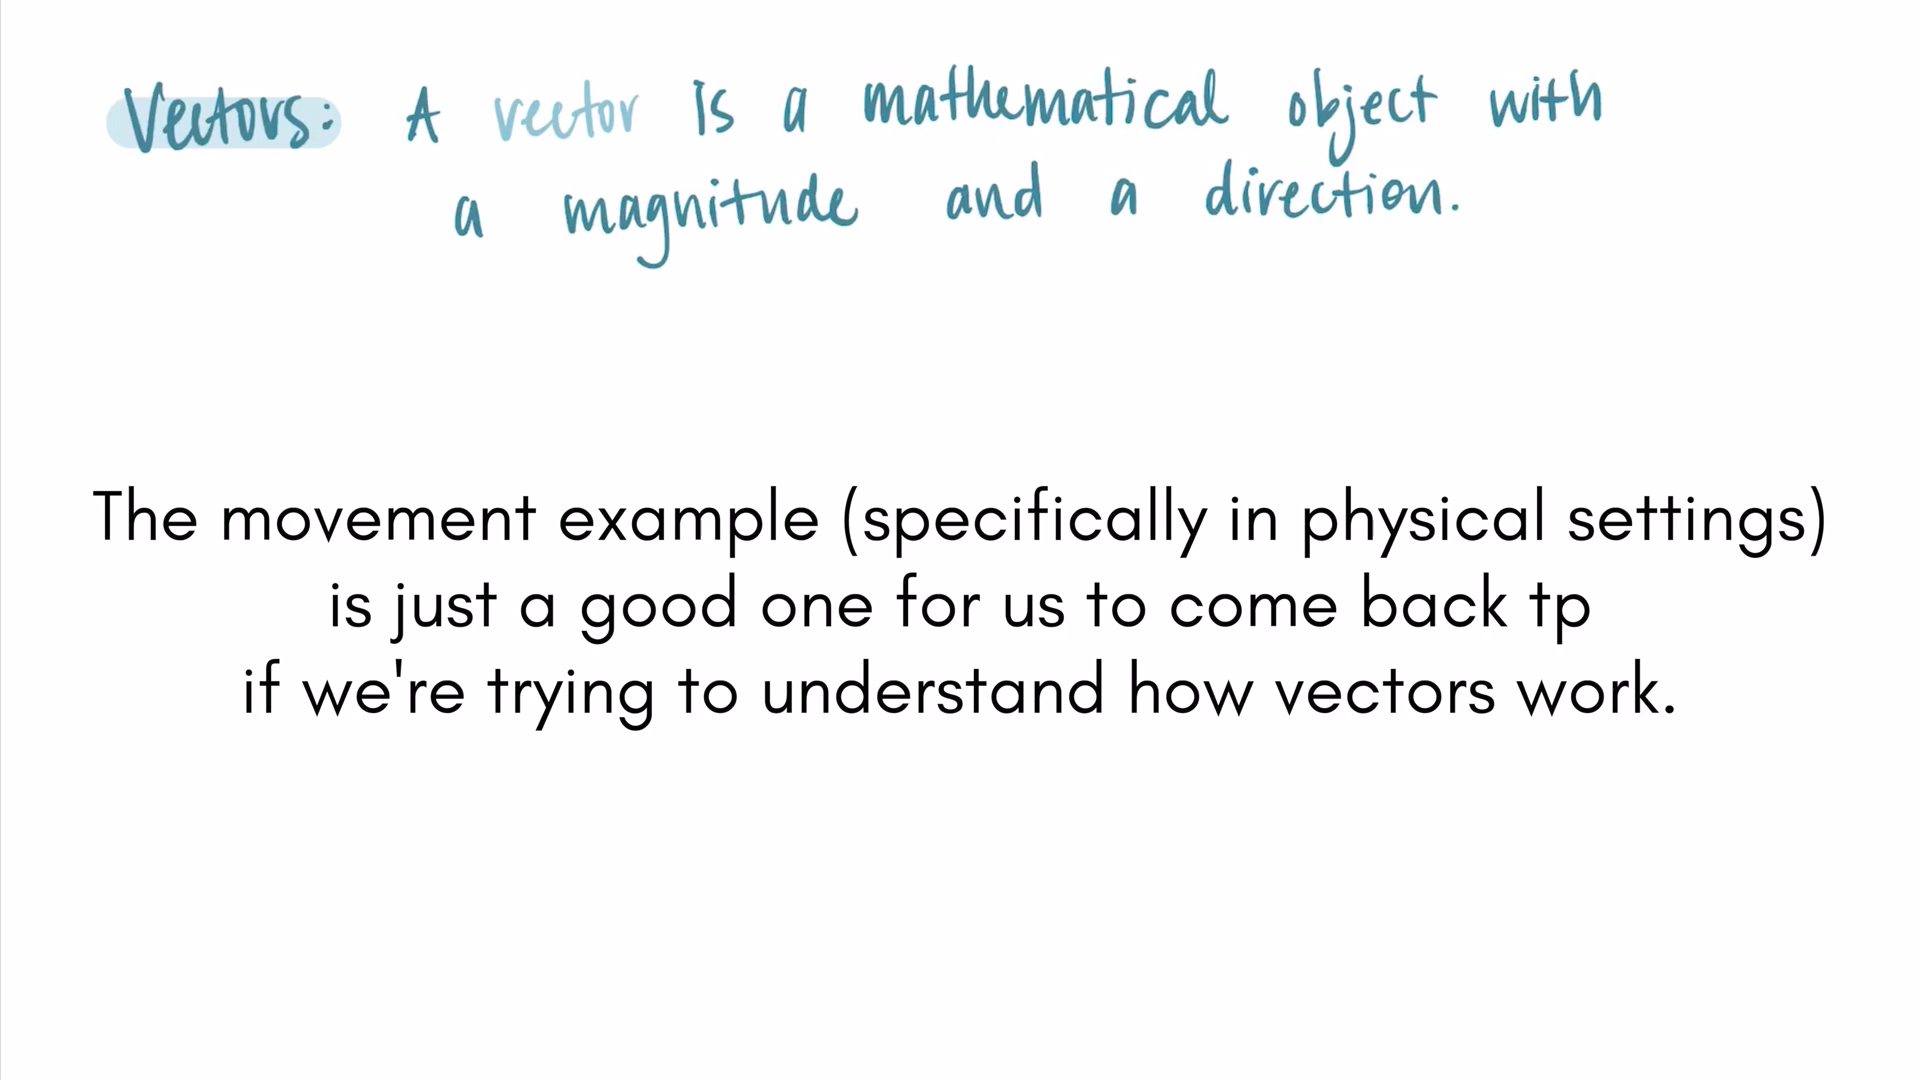 Vectors: A vector is a mathematical object with
a magnitude and a direction.
The movement example (specifically in physical settings)
is just a good one for us to come back tp
if we're trying to understand how vectors work.